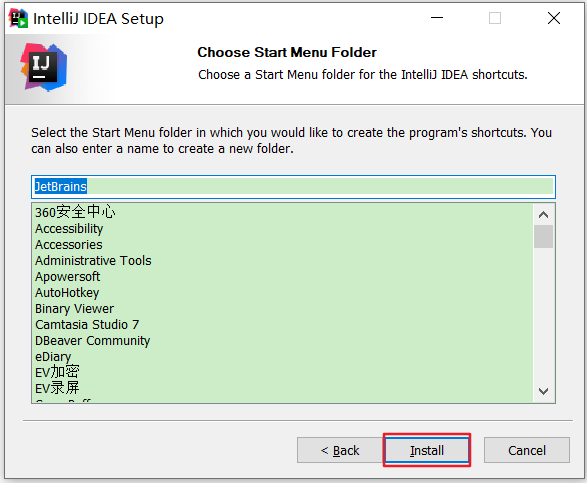 IntelliJ IDEA Setup
IJ
Choose Start Menu Folder
Choose a Start Menu folder for the IntelliJ IDEA shortcuts.
Select the Start Menu folder in which you would like to create the program's shortcuts. You
can also enter a name to create a new folder.
JetBrains
360安全中心
Accessibility
Accessories
Administrative Tools
Apowersoft
AutoHotkey
Binary Viewer
Camtasia Studio 7
DBeaver Community
eDiary
EV加密
EV录屏
< Back
Install
Cancel